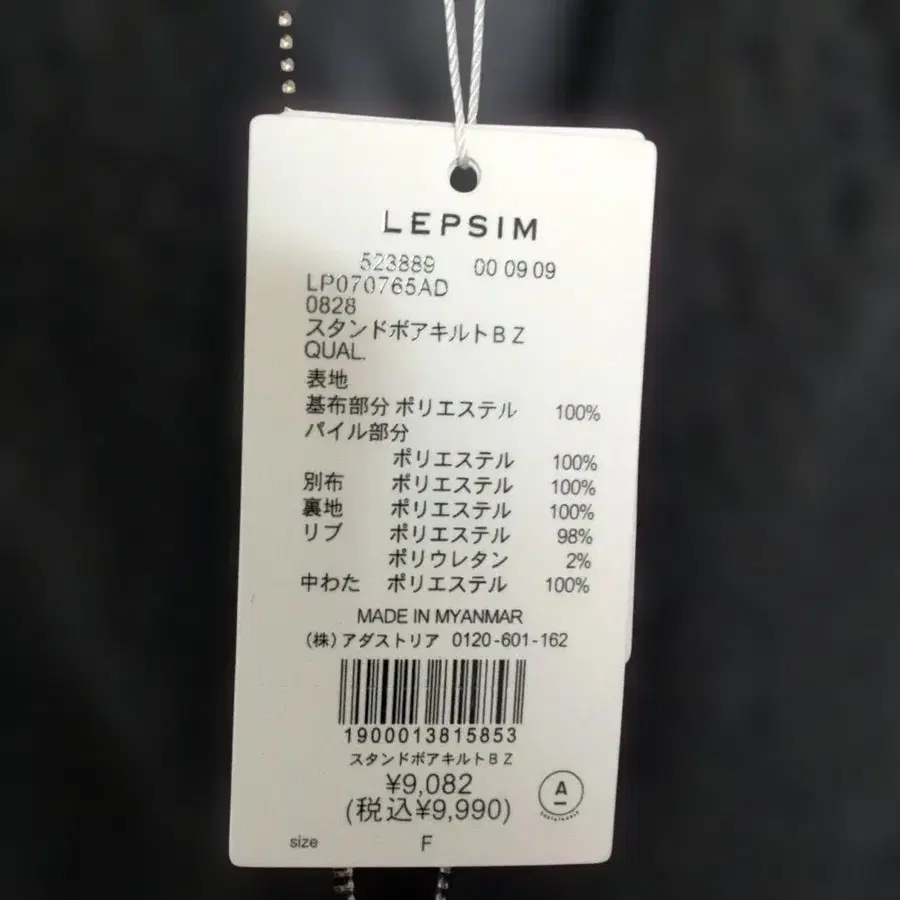 LEPSIM
523889 00 09 09
LP070765AD
0828
スタンドボアキルトBZ
QUAL.
表地
基布部分 ポリエステル 100%
パイル部分
ポリエステル 100%
別布 ポリエステル 100%
裏地 ポリエステル 100%
リブ ポリエステル 98%
ポリウレタン 2%
中わた ポリエステル 100%
MADE IN MYANMAR
(株)アダストリア 0120-601-162
1900013815853
スタンドボアキルトBZ
¥9,082
(税込¥9,990)
A
size F